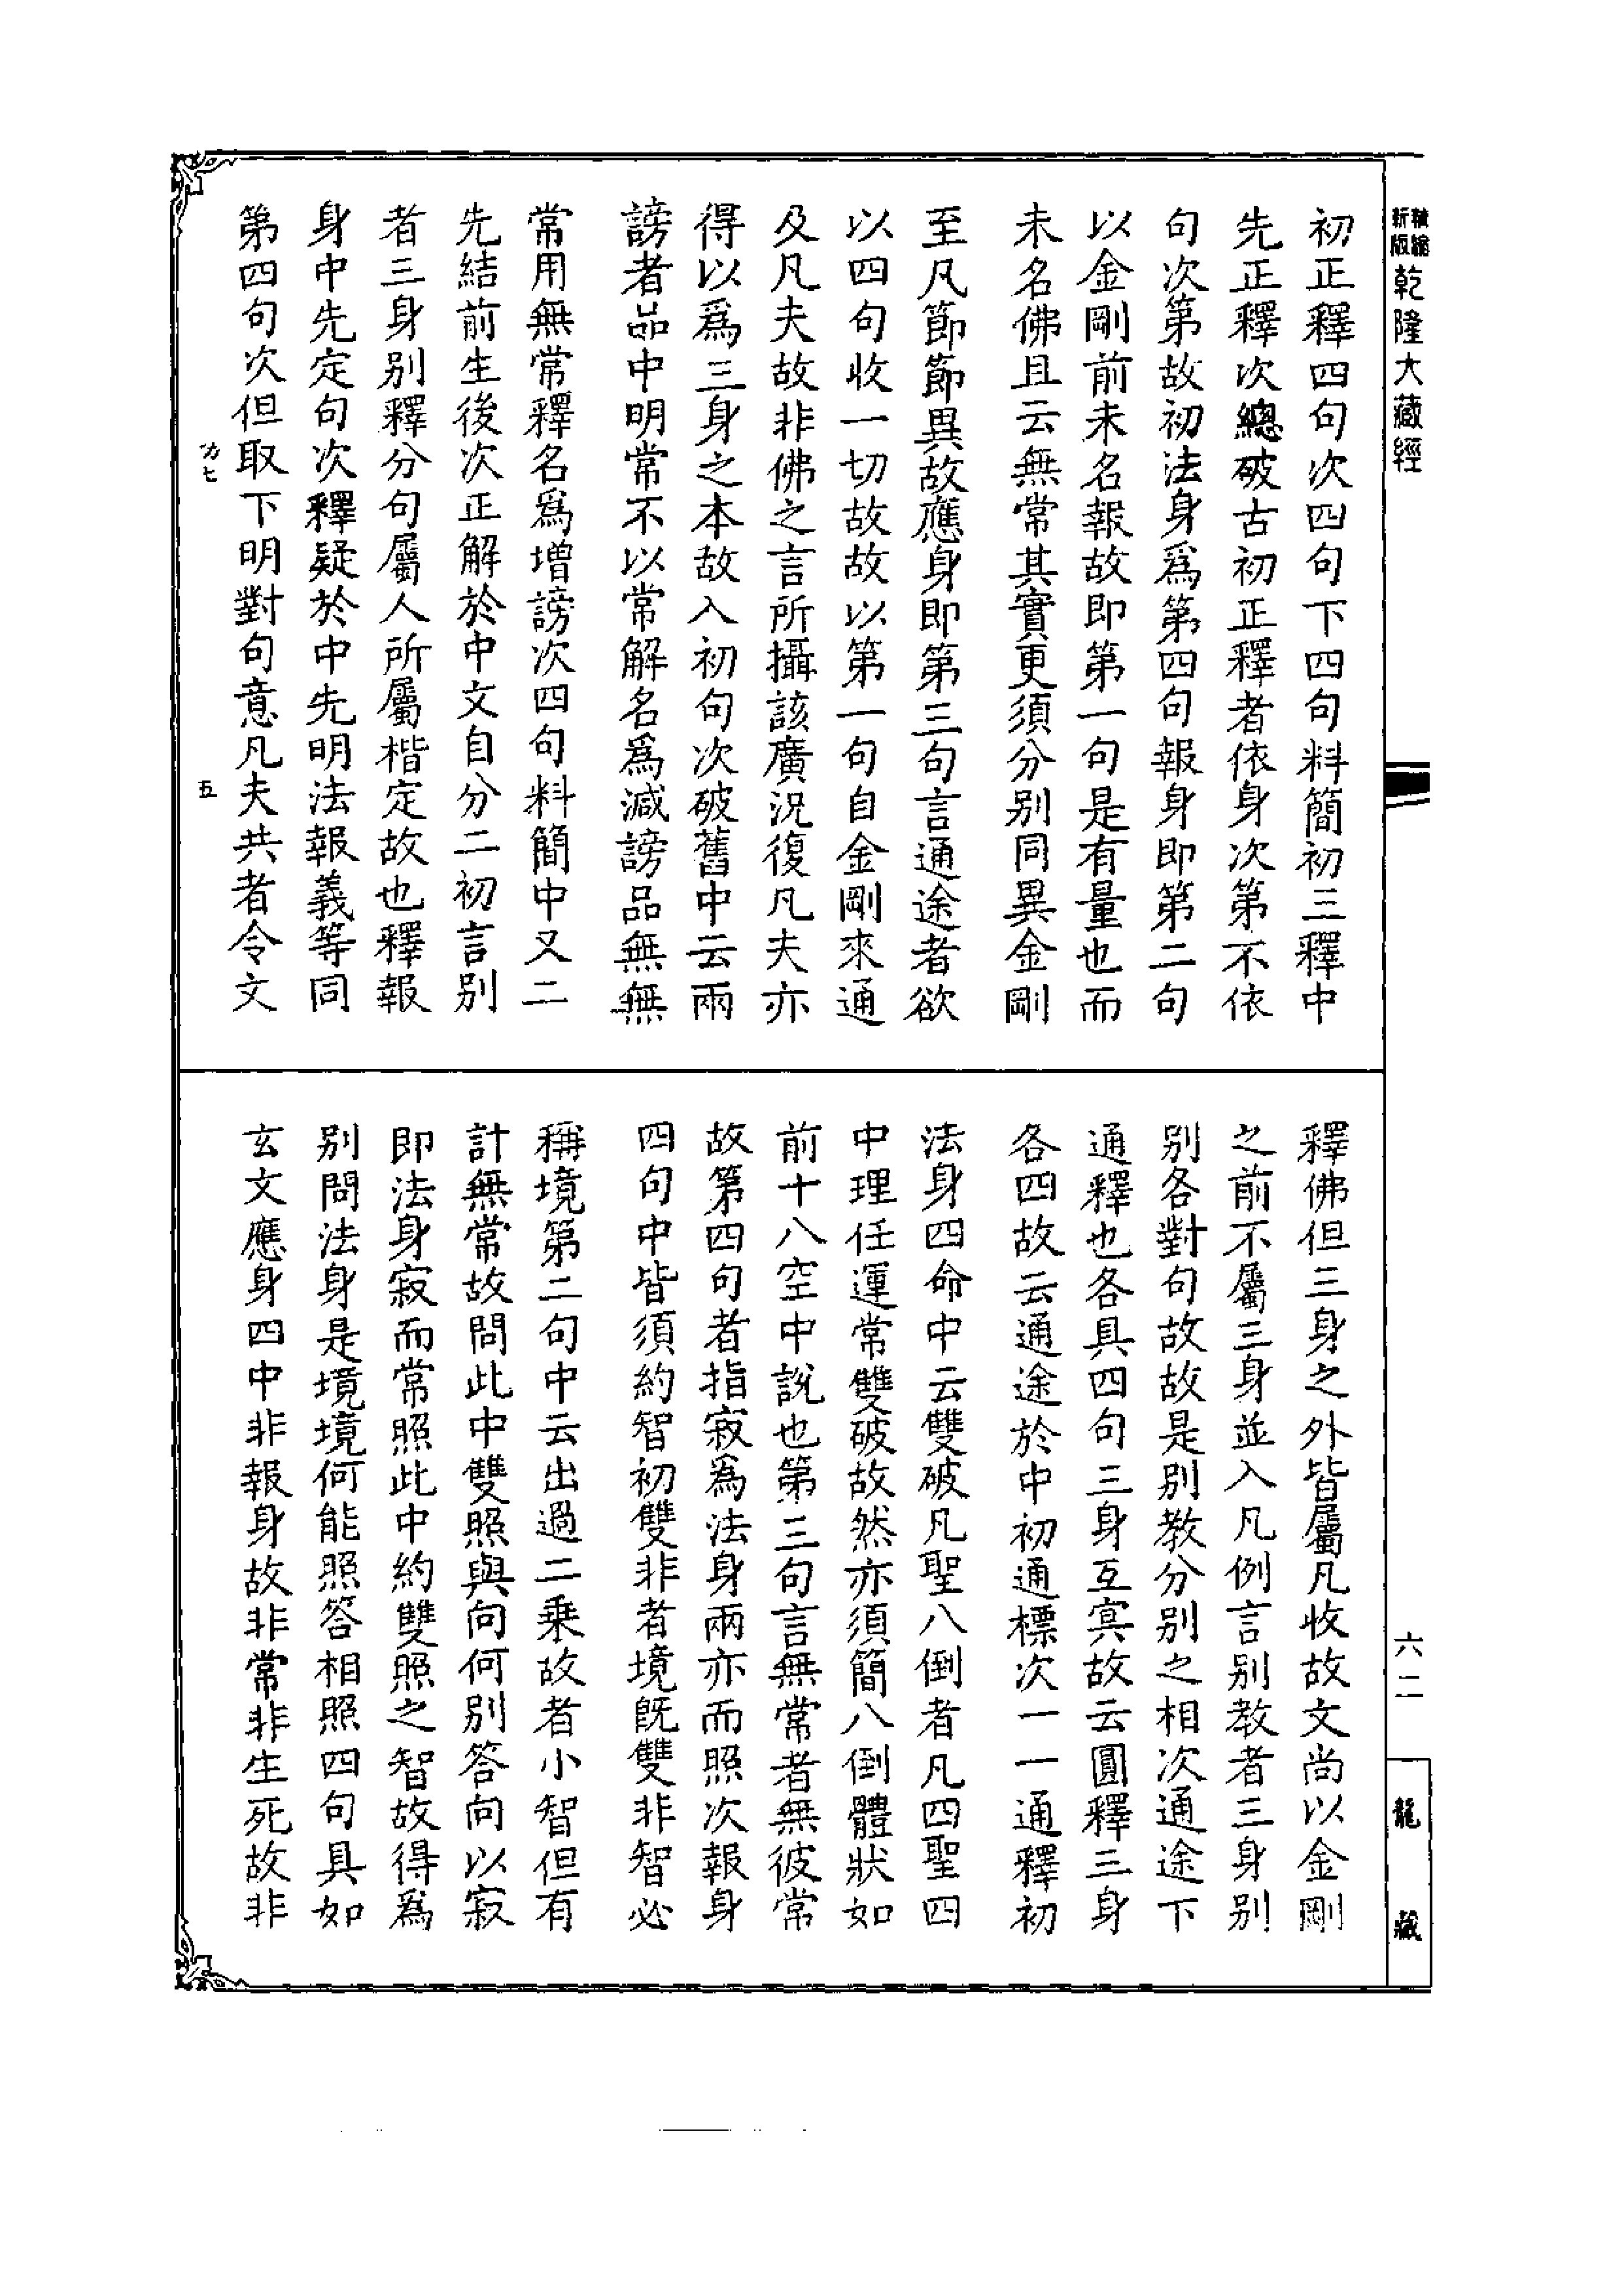 精縮新版乾隆大藏經
初正釋四句次四句下四句料簡初三釋中
先正釋次總破古初正釋者依身次第不依
句次第故初法身爲第四句報身即第二句
以金剛前未名報故即第一句是有量也而
未名佛且云無常其實更須分別同異金剛
至凡節節異故應身即第三句言通途者欲
以四句收一切故故以第一句自金剛來通
及凡夫故非佛之言所攝該廣況復凡夫亦
得以爲三身之本故入初句次破舊中云兩
謗者品中明常不以常解名爲減謗品無無
常用無常釋名爲增謗次四句料簡中又二
先結前生後次正解於中文自分二初言別
者三身別釋分句屬人所屬楷定故也釋報
身中先定句次釋疑於中先明法報義等同
第四句次但取下明對句意凡夫共者令文
功七
五
釋佛但三身之外皆屬凡收故文尚以金剛
之前不屬三身並入凡例言別教者三身別
別各對句故故是別教分別之相次通途下
通釋也各具四句三身互冥故云圓釋三身
各四故云通途於中初通標次一一通釋初
法身四命中云雙破凡聖八倒者凡四聖四
中理任運常雙破故然亦須簡八倒體狀如
前十八空中說也第三句言無常者無彼常
故第四句者指寂爲法身兩亦而照次報身
四句中皆須約智初雙非者境既雙非智必
稱境第二句中云出過二乘故者小智但有
計無常故問此中雙照與向何別答向以寂
即法身寂而常照此中約雙照之智故得爲
別問法身是境境何能照答相照四句具如
玄文應身四中非報身故非常非生死故非
六二
龍藏